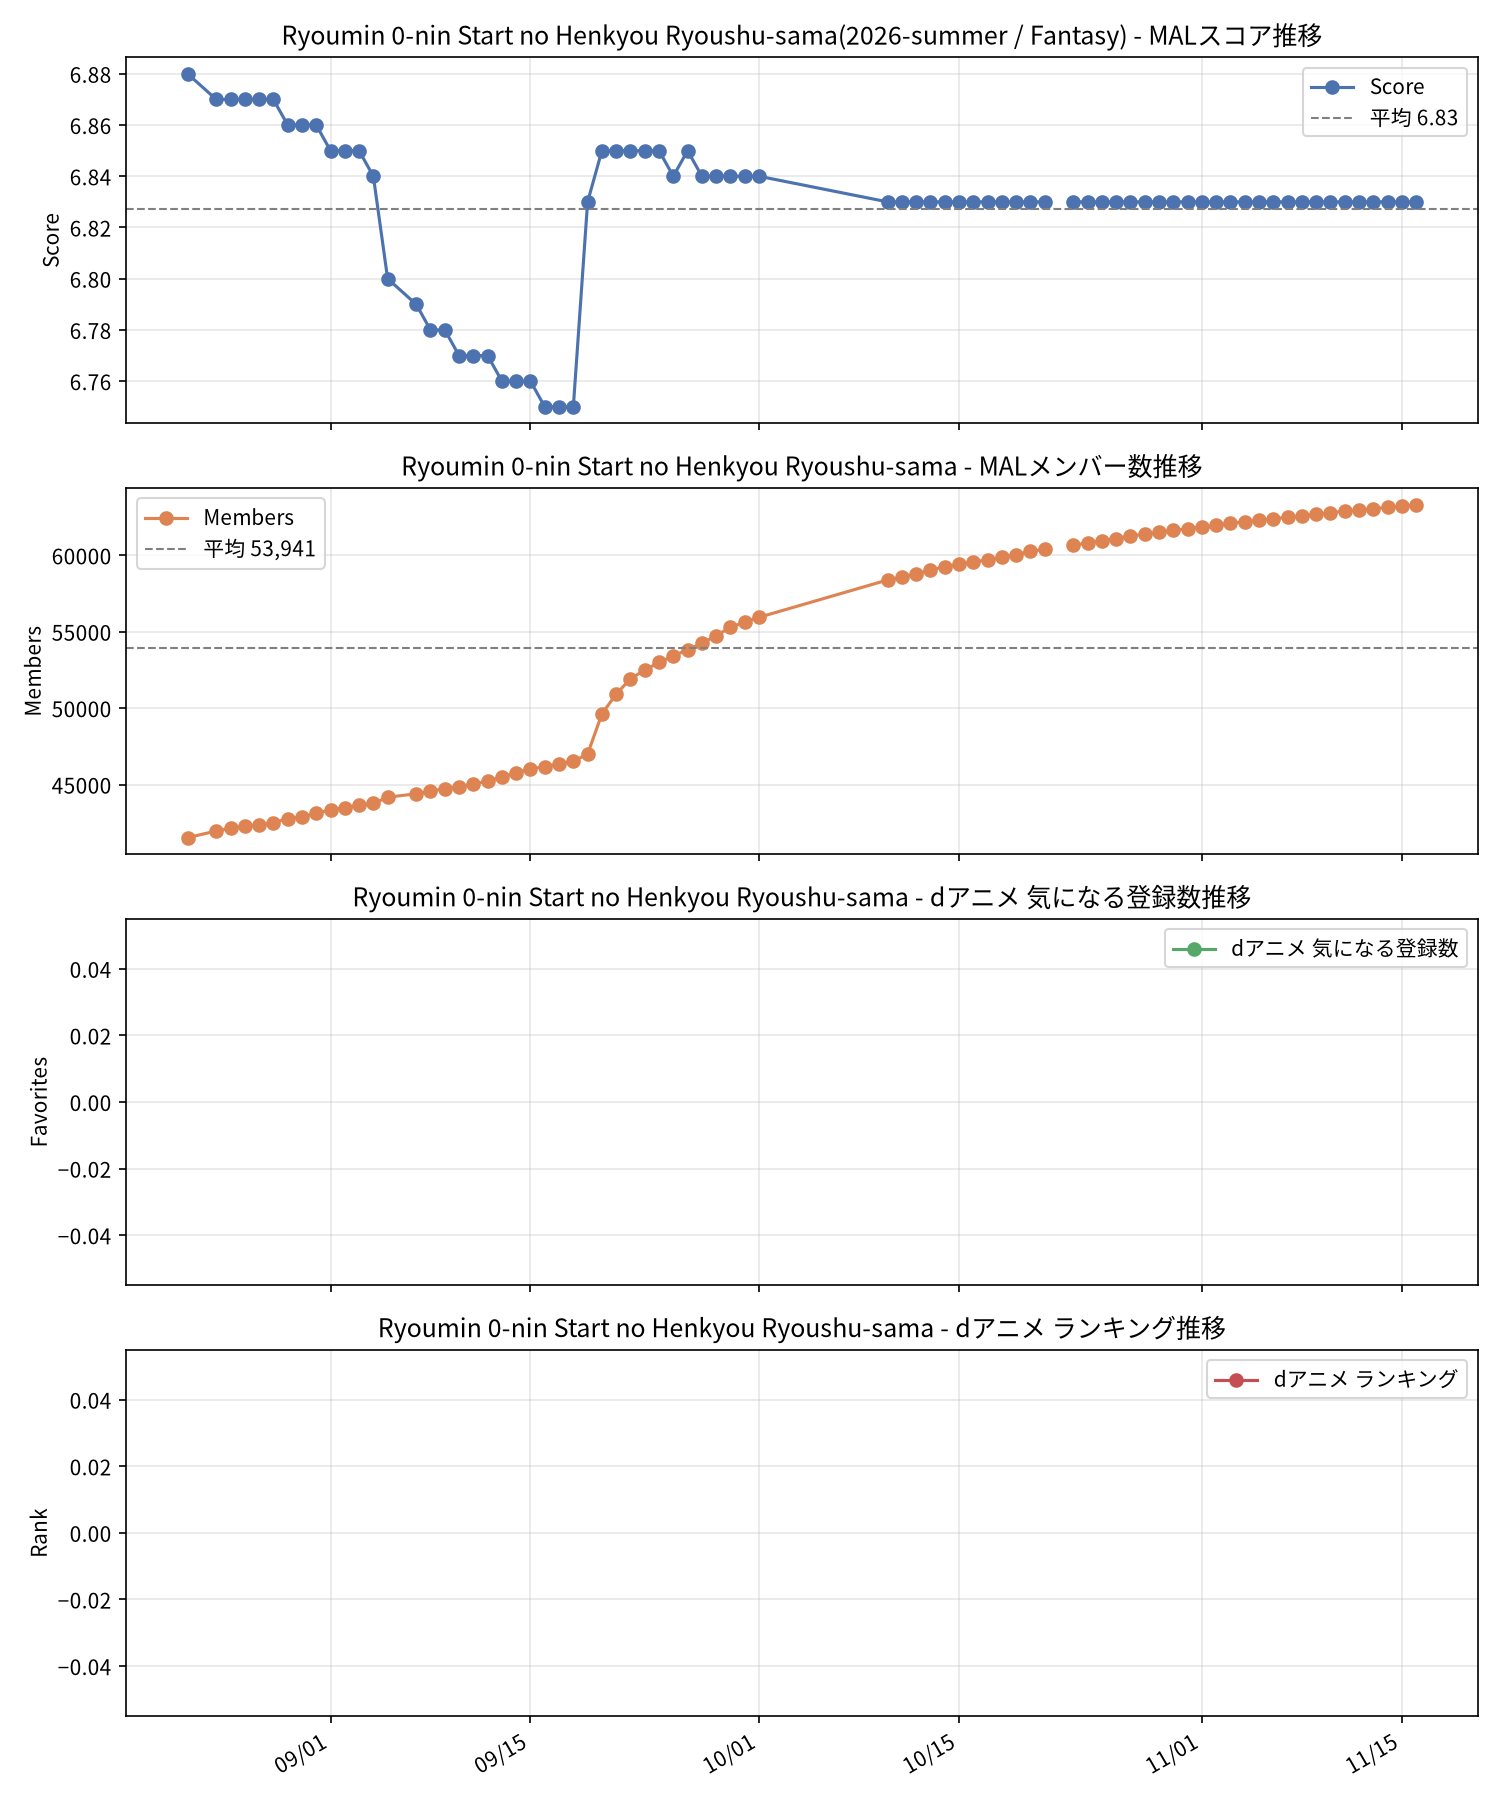 Ryoumin 0-nin Start no Henkyou Ryoushu-sama(2026-summer / Fantasy) - MALスコア推移
Score
6.88
6.86
6.84
6.82
6.80
6.78
6.76
Score
平均 6.83
Ryoumin 0-nin Start no Henkyou Ryoushu-sama - MALメンバー数推移
Members
60000
55000
50000
45000
Members
平均 53,941
Ryoumin 0-nin Start no Henkyou Ryoushu-sama - dアニメ 気になる登録数推移
Favorites
0.04
0.02
0.00
−0.02
−0.04
dアニメ 気になる登録数
Ryoumin 0-nin Start no Henkyou Ryoushu-sama - dアニメ ランキング推移
Rank
0.04
0.02
0.00
−0.02
−0.04
dアニメ ランキング
09/01
09/15
10/01
10/15
11/01
11/15